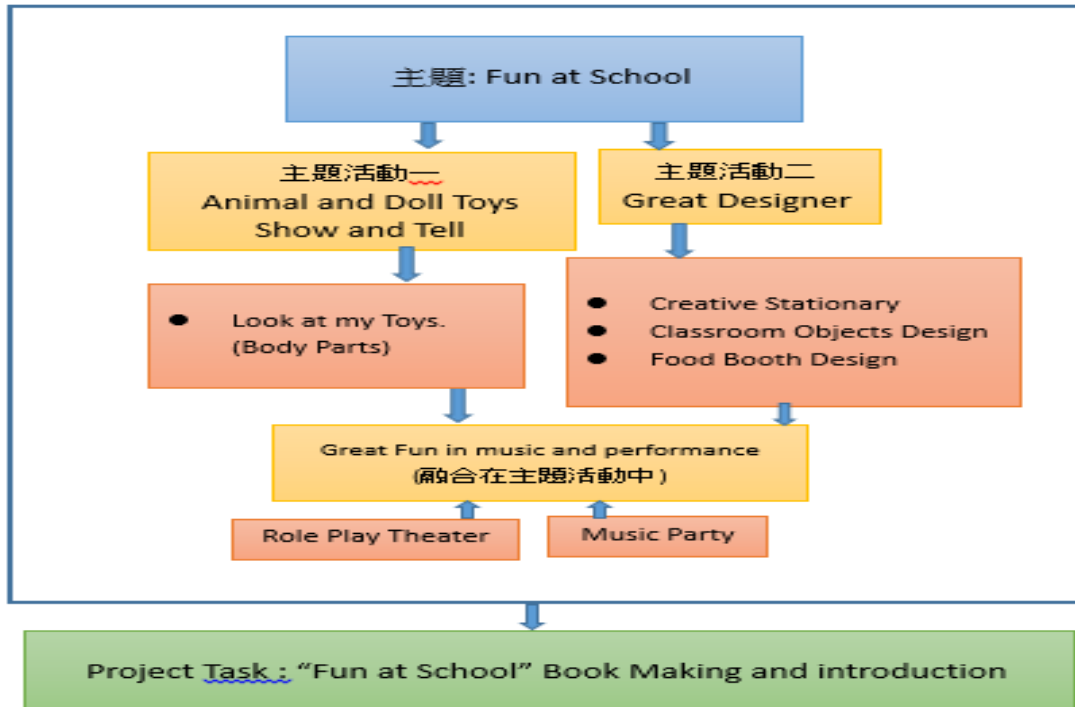 主題: Fun at School
主題活動一
Animal and Doll Toys
Show and Tell
主題活動二
Great Designer
● Look at my Toys.
(Body Parts)
● Creative Stationary
● Classroom Objects Design
● Food Booth Design
Great Fun in music and performance
(融合在主題活動中)
Role Play Theater
Music Party
Project Task : “Fun at School” Book Making and introduction